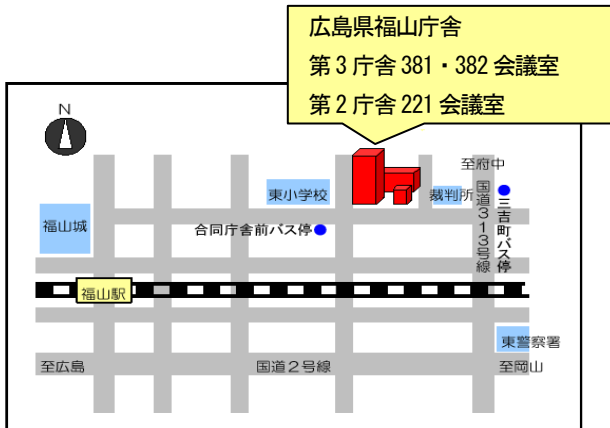 広島県福山庁舎
第3庁舎381・382会議室
第2庁舎221会議室
N
至府中
東小学校
裁判所
国道313号線
三吉町バス停
福山城
合同庁舎前バス停
福山駅
東警察署
至広島
国道2号線
至岡山